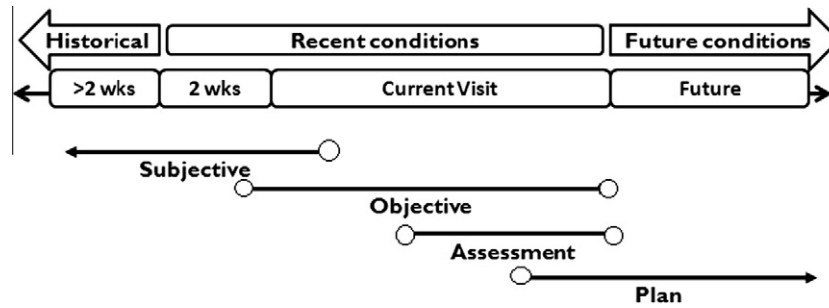 Historical Recent conditions Future conditions
>2 wks 2 wks Current Visit Future
Subjective
Objective
Assessment
Plan